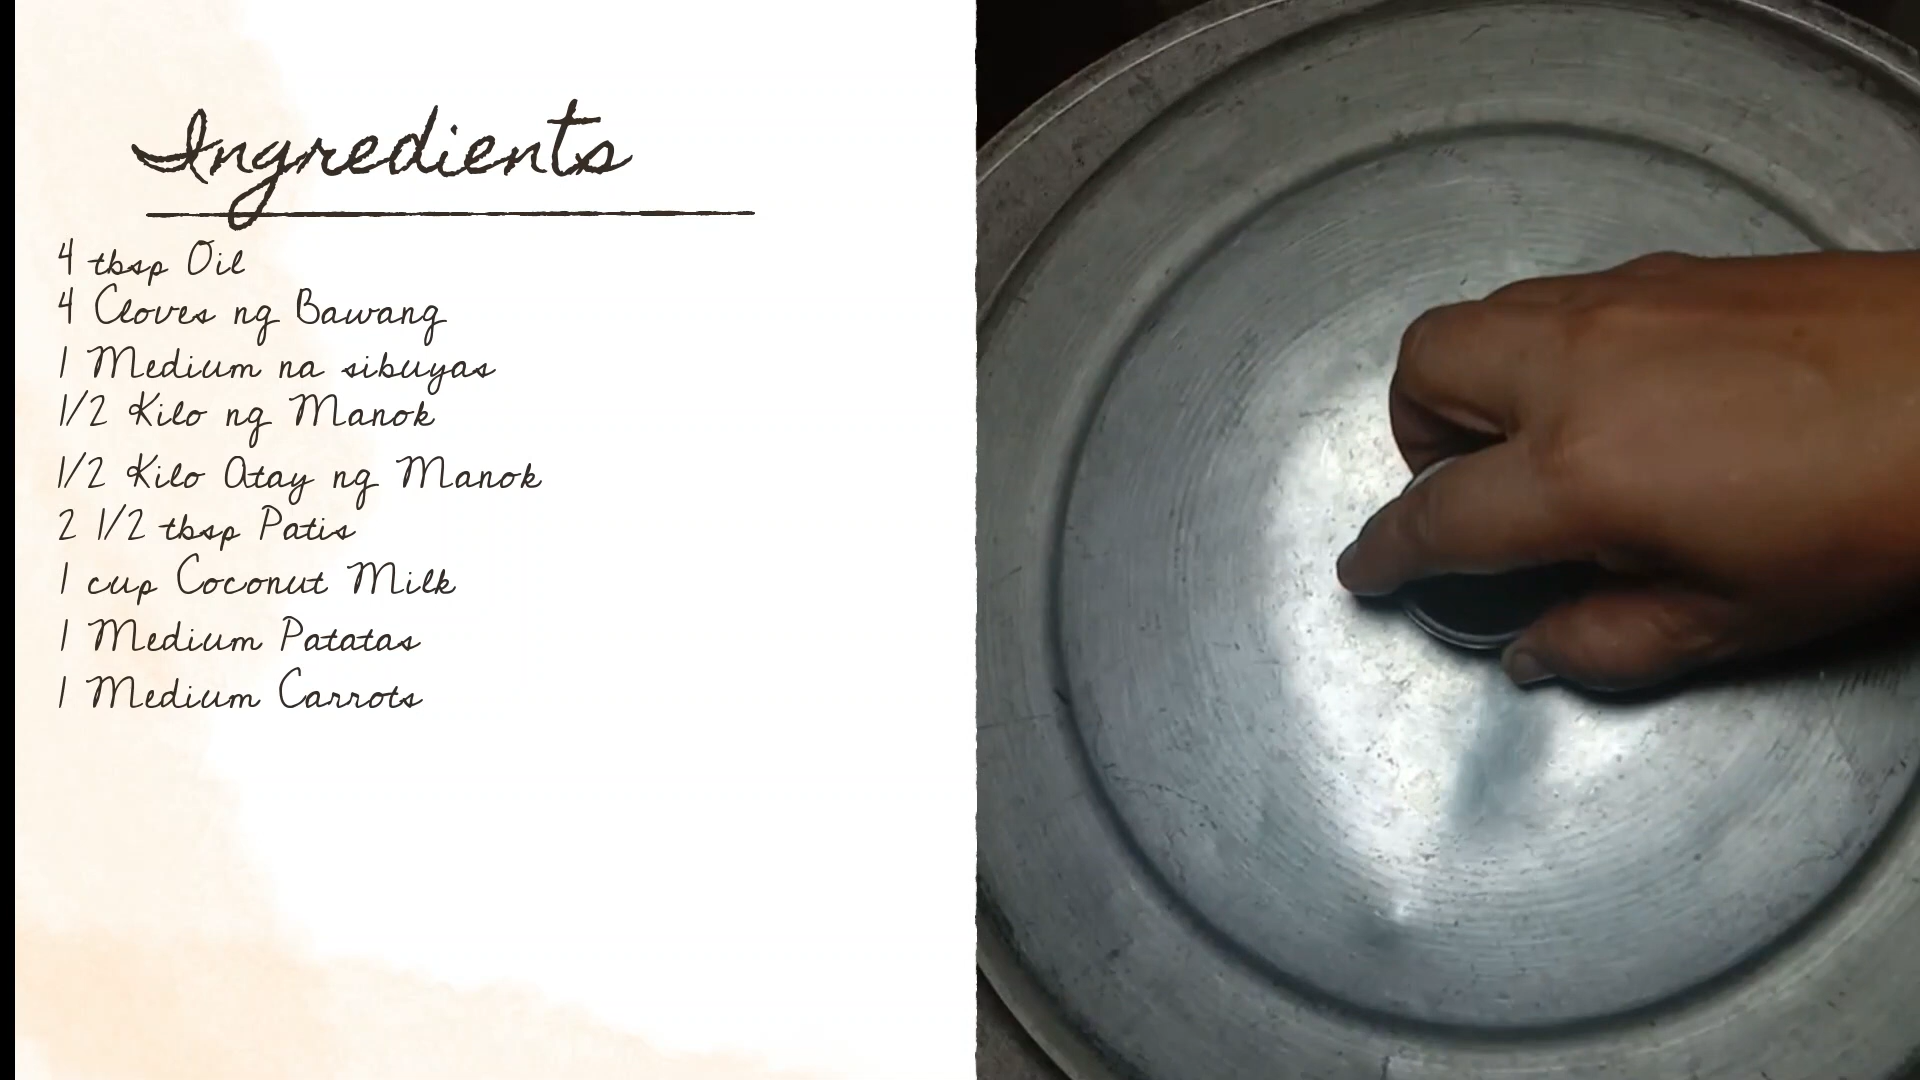 Ingredients
4 tbsp Oil
4 Cloves ng Bawang
1 Medium na sibuyas
1/2 Kilo ng Manok
1/2 Kilo Atay ng Manok
2 1/2 tbsp Patis
1 cup Coconut Milk
1 Medium Patatas
1 Medium Carrots